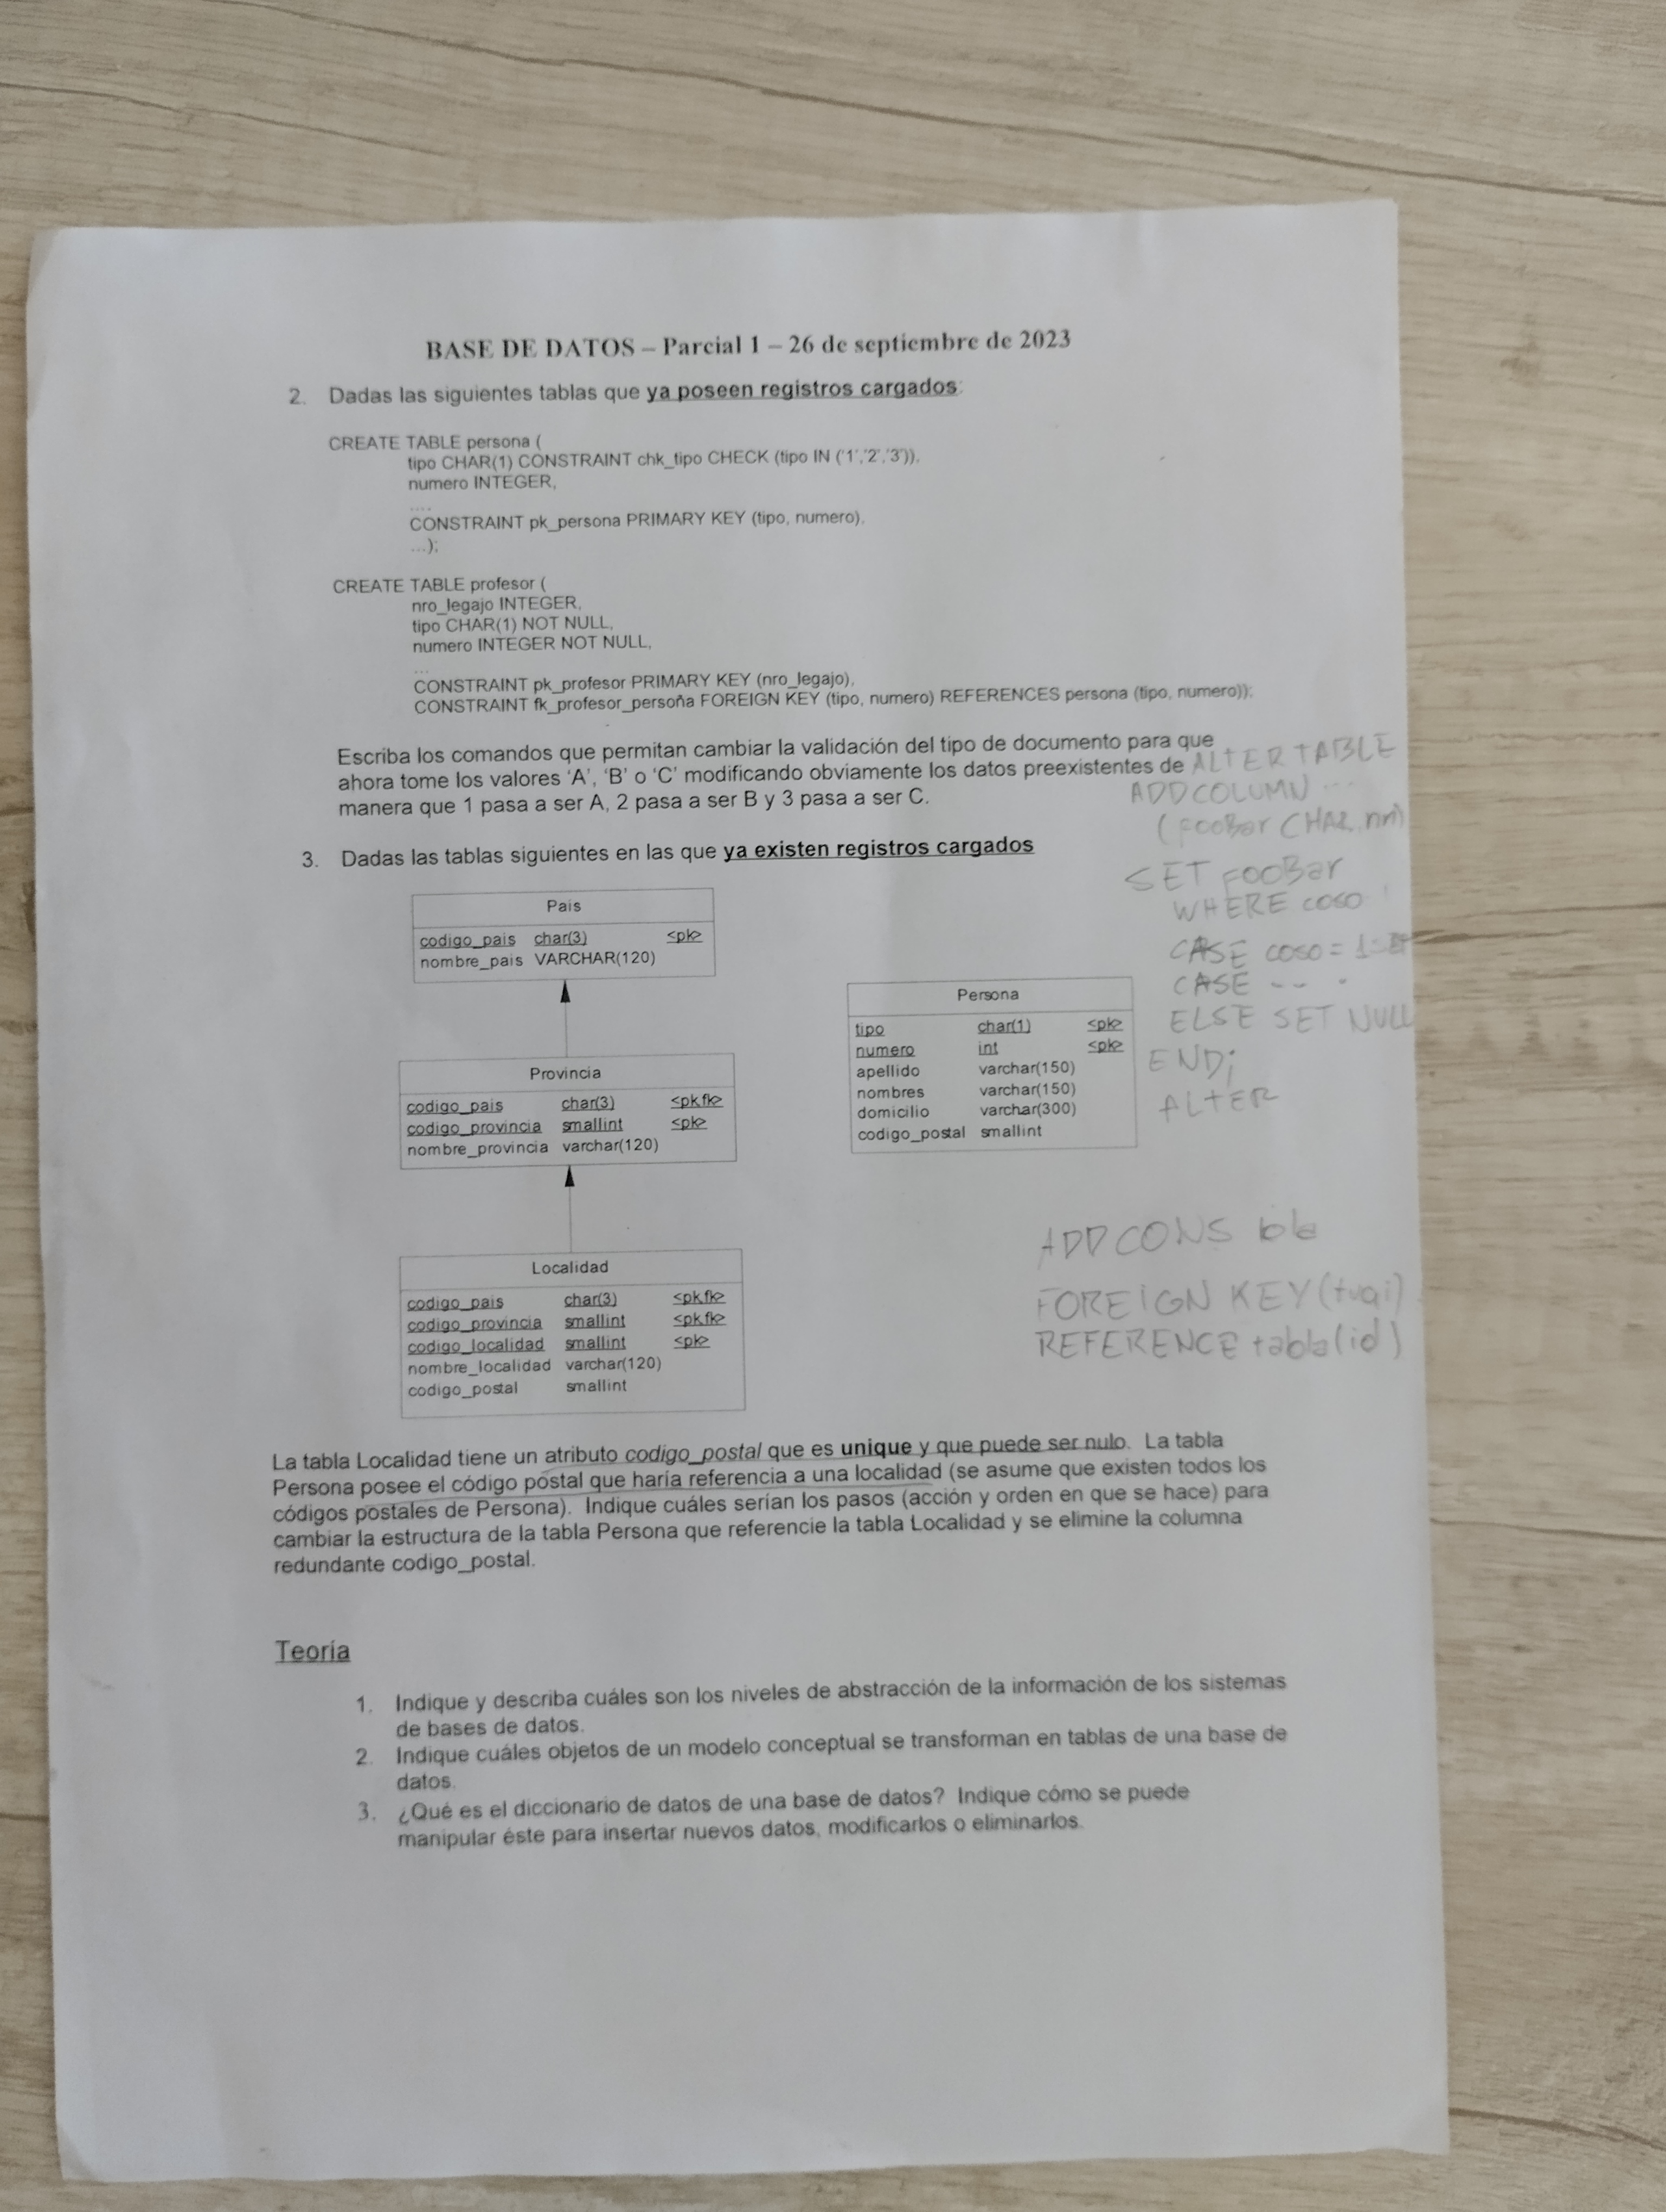 BASE DE DATOS – Parcial 1 – 26 de septiembre de 2023
2. Dadas las siguientes tablas que ya poseen registros cargados:
CREATE TABLE persona (
tipo CHAR(1) CONSTRAINT chk_tipo CHECK (tipo IN ('1','2','3')),
numero INTEGER,
....
CONSTRAINT pk_persona PRIMARY KEY (tipo, numero),
...);
CREATE TABLE profesor (
nro_legajo INTEGER,
tipo CHAR(1) NOT NULL,
numero INTEGER NOT NULL,
...
CONSTRAINT pk_profesor PRIMARY KEY (nro_legajo),
CONSTRAINT fk_profesor_persona FOREIGN KEY (tipo, numero) REFERENCES persona (tipo, numero));
Escriba los comandos que permitan cambiar la validación del tipo de documento para que
ahora tome los valores 'A', 'B' o 'C' modificando obviamente los datos preexistentes de
manera que 1 pasa a ser A, 2 pasa a ser B y 3 pasa a ser C.
ALTER TABLE
ADD COLUMN ...
(FOOBar CHAR, nn)
SET FOOBar
WHERE coso
CASE coso = 1:
CASE -- -
ELSE SET NULL
END;
ALTER
3. Dadas las tablas siguientes en las que ya existen registros cargados
Pais
codigo_pais char(3) <pk>
nombre_pais VARCHAR(120)
Provincia
codigo_pais char(3) <pk,fk>
codigo_provincia smallint <pk>
nombre_provincia varchar(120)
Localidad
codigo_pais char(3) <pk,fk>
codigo_provincia smallint <pk,fk>
codigo_localidad smallint <pk>
nombre_localidad varchar(120)
codigo_postal smallint
Persona
tipo char(1) <pk>
numero int <pk>
apellido varchar(150)
nombres varchar(150)
domicilio varchar(300)
codigo_postal smallint
ADD CONS bla
FOREIGN KEY (tuai)
REFERENCE tabla(id)
La tabla Localidad tiene un atributo codigo_postal que es unique y que puede ser nulo. La tabla
Persona posee el código postal que haría referencia a una localidad (se asume que existen todos los
códigos postales de Persona). Indique cuáles serían los pasos (acción y orden en que se hace) para
cambiar la estructura de la tabla Persona que referencie la tabla Localidad y se elimine la columna
redundante codigo_postal.
Teoría
1. Indique y describa cuáles son los niveles de abstracción de la información de los sistemas
de bases de datos.
2. Indique cuáles objetos de un modelo conceptual se transforman en tablas de una base de
datos.
3. ¿Qué es el diccionario de datos de una base de datos? Indique cómo se puede
manipular éste para insertar nuevos datos, modificarlos o eliminarlos.